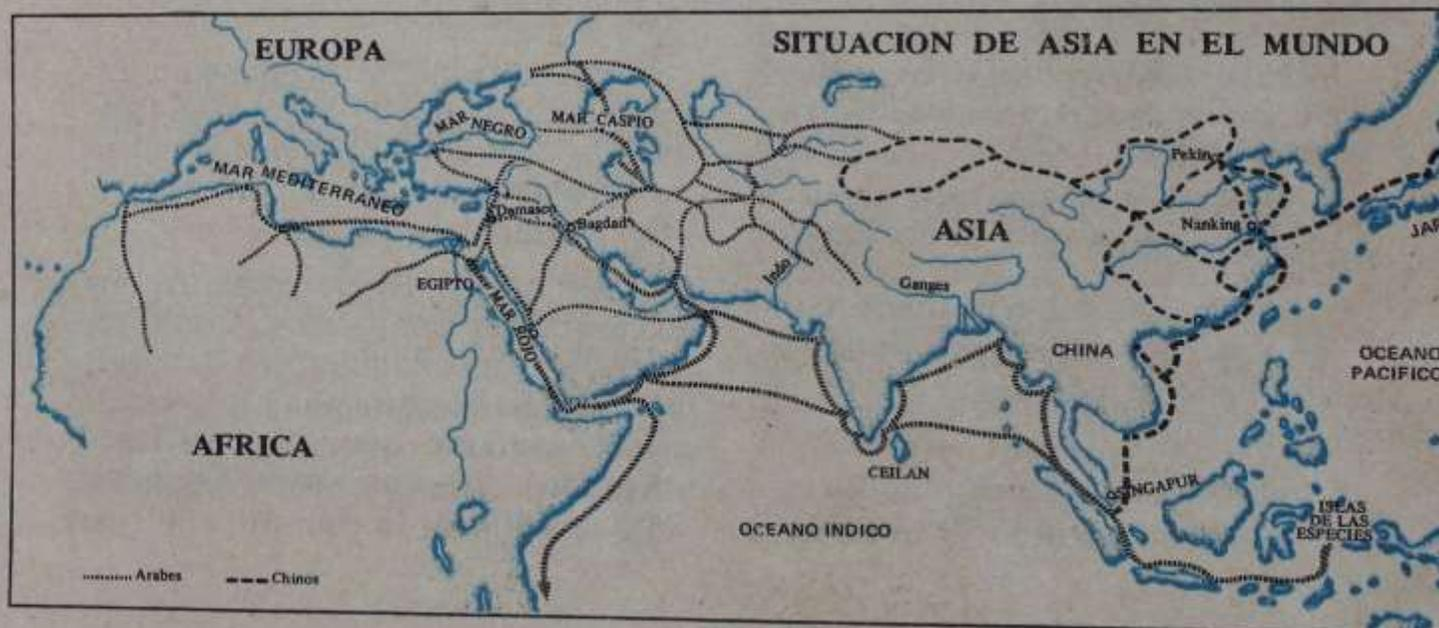 EUROPA
SITUACION DE ASIA EN EL MUNDO
MAR NEGRO
MAR CASPIO
MAR MEDITERRANEO
Pekin
Damasco
Bagdad
ASIA
Nanking
JAP
EGIPTO
Indo
Ganges
MAR ROJO
CHINA
OCEANO
PACIFICO
AFRICA
CEILAN
SINGAPUR
ISLAS
DE LAS
ESPECIES
OCEANO INDICO
Arabes
Chinos